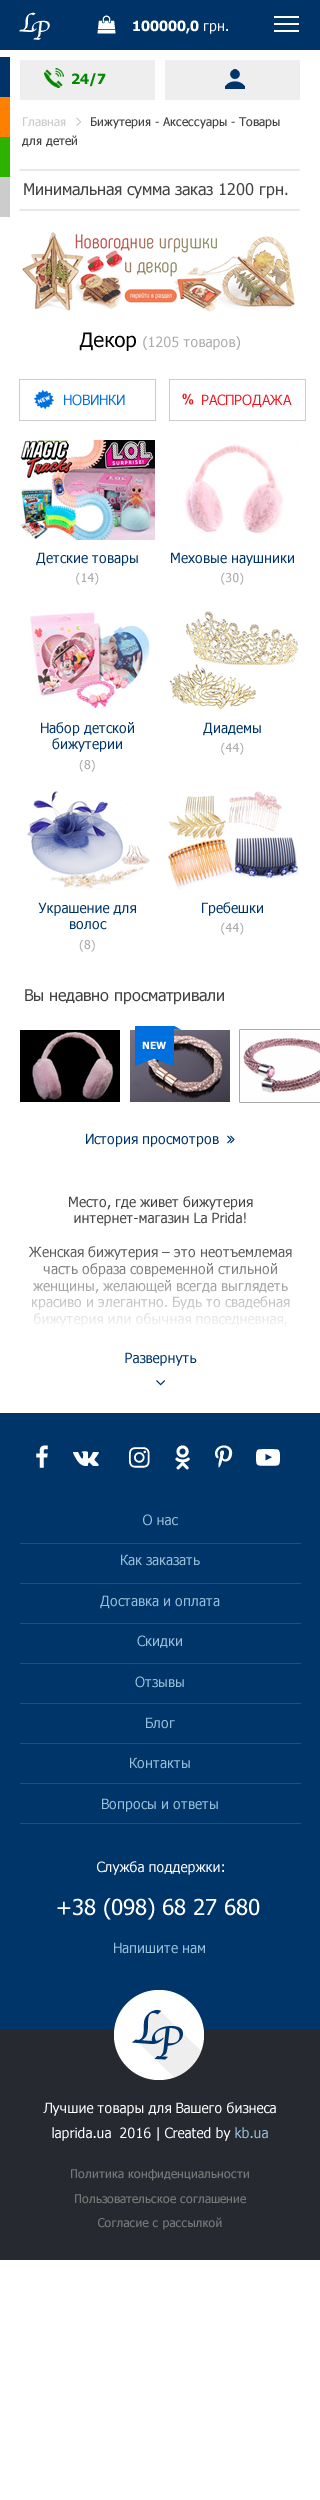 Lp
100000,0 грн.
24/7
Главная > Бижутерия - Аксессуары - Товары
для детей
Минимальная сумма заказ 1200 грн.
Новогодние игрушки
и декор
перейти в раздел
Декор (1205 товаров)
НОВИНКИ
% РАСПРОДАЖА
MAGIC
Tracks
L.O.L.
SURPRISE!
Детские товары
(14)
Меховые наушники
(30)
Набор детской
бижутерии
(8)
Диадемы
(44)
Украшение для
волос
(8)
Гребешки
(44)
Вы недавно просматривали
NEW
История просмотров »
Место, где живет бижутерия
интернет-магазин La Prida!
Женская бижутерия – это неотъемлемая
часть образа современной стильной
женщины, желающей всегда выглядеть
красиво и элегантно. Будь то свадебная
бижутерия или обычная повседневная,
Развернуть
О нас
Как заказать
Доставка и оплата
Скидки
Отзывы
Блог
Контакты
Вопросы и ответы
Служба поддержки:
+38 (098) 68 27 680
Напишите нам
Lp
Лучшие товары для Вашего бизнеса
laprida.ua 2016 | Created by kb.ua
Политика конфиденциальности
Пользовательское соглашение
Согласие с рассылкой